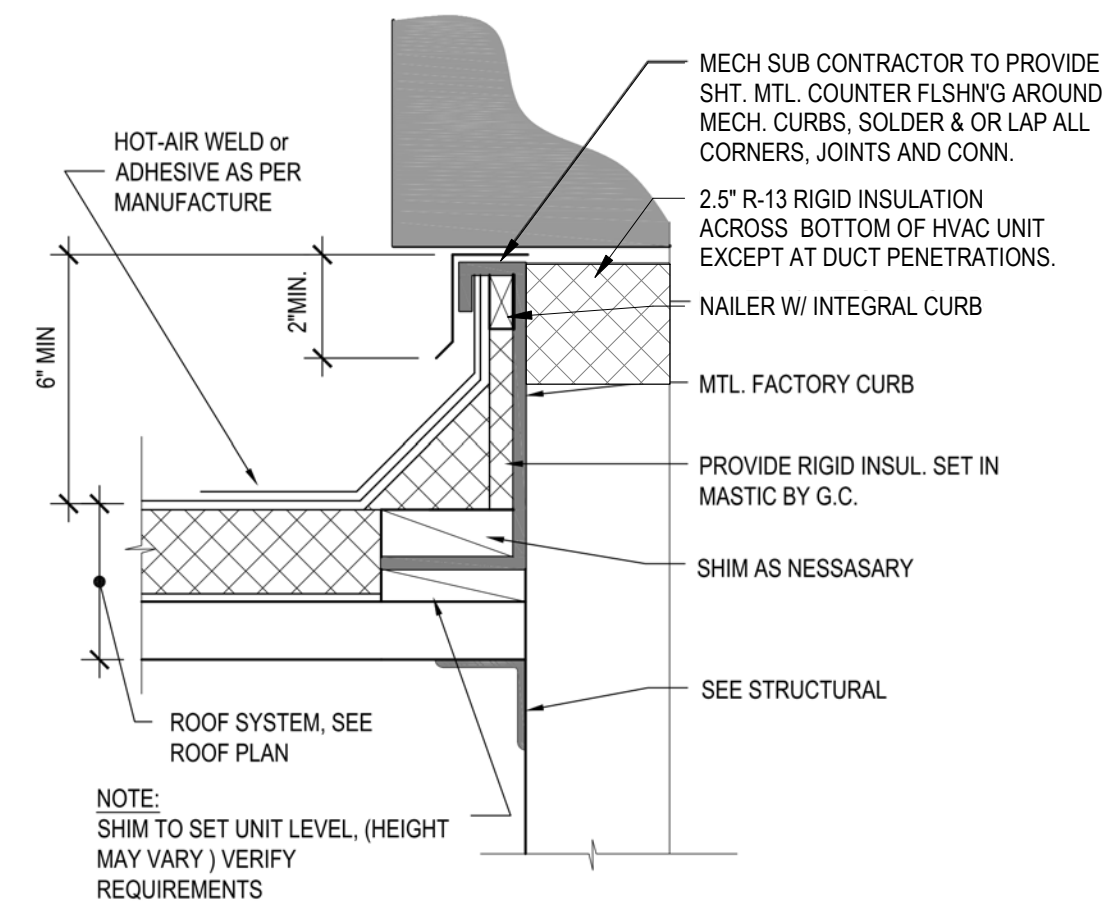 MECH SUB CONTRACTOR TO PROVIDE
SHT. MTL. COUNTER FLSHN'G AROUND
MECH. CURBS, SOLDER & OR LAP ALL
CORNERS, JOINTS AND CONN.
HOT-AIR WELD or
ADHESIVE AS PER
MANUFACTURE
2.5" R-13 RIGID INSULATION
ACROSS BOTTOM OF HVAC UNIT
EXCEPT AT DUCT PENETRATIONS.
NAILER W/ INTEGRAL CURB
2"MIN.
6" MIN
MTL. FACTORY CURB
PROVIDE RIGID INSUL. SET IN
MASTIC BY G.C.
SHIM AS NESSASARY
SEE STRUCTURAL
ROOF SYSTEM, SEE
ROOF PLAN
NOTE:
SHIM TO SET UNIT LEVEL, (HEIGHT
MAY VARY ) VERIFY
REQUIREMENTS